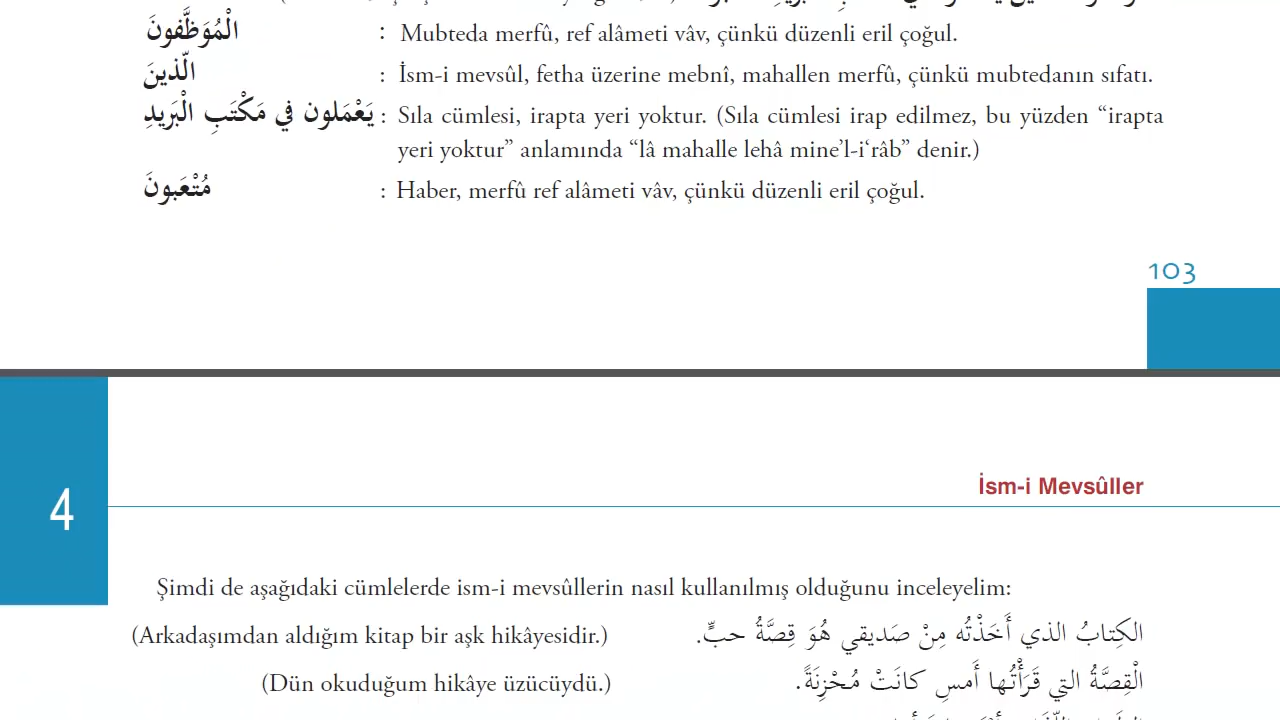 الْمُوَظَّفونَ : Mubteda merfû, ref alâmeti vâv, çünkü düzenli eril çoğul.
الّذينَ : İsm-i mevsûl, fetha üzerine mebnî, mahallen merfû, çünkü mubtedanın sıfatı.
يَعْمَلون في مَكْتَبِ الْبَريدِ : Sıla cümlesi, irapta yeri yoktur. (Sıla cümlesi irap edilmez, bu yüzden “irapta
yeri yoktur” anlamında “lâ mahalle lehâ mine’l-i‘râb” denir.)
مُتْعَبونَ : Haber, merfû ref alâmeti vâv, çünkü düzenli eril çoğul.
103
4
İsm-i Mevsûller
Şimdi de aşağıdaki cümlelerde ism-i mevsûllerin nasıl kullanılmış olduğunu inceleyelim:
(Arkadaşımdan aldığım kitap bir aşk hikâyesidir.) الكِتابُ الذي أَخَذْتُه مِنْ صَديقي هُوَ قِصَّةُ حبٍّ.
(Dün okuduğum hikâye üzücüydü.) الْقِصَّةُ التي قَرَأْتُـها أَمسِ كانَتْ مُـحْزِنَةً.